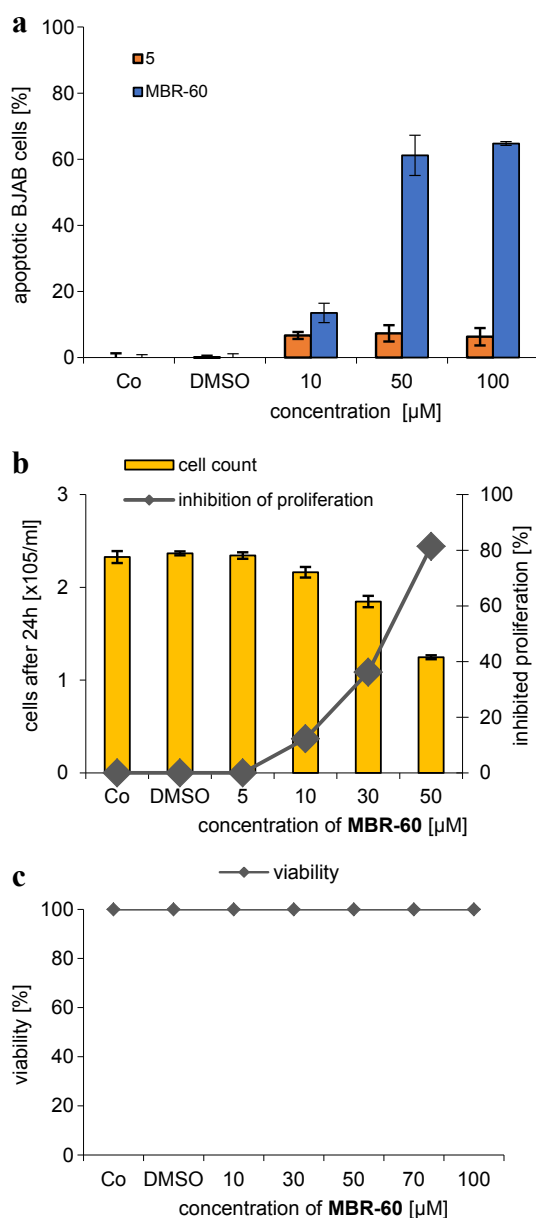 a
100
80
60
40
20
0
apoptotic BJAB cells [%]
5
MBR-60
Co DMSO 10 50 100
concentration [µM]
b
cell count
inhibition of proliferation
3
2
1
0
cells after 24h [x105/ml]
100
80
60
40
20
0
inhibited proliferation [%]
Co DMSO 5 10 30 50
concentration of MBR-60 [µM]
c
viability
100
80
60
40
20
0
viability [%]
Co DMSO 10 30 50 70 100
concentration of MBR-60 [µM]